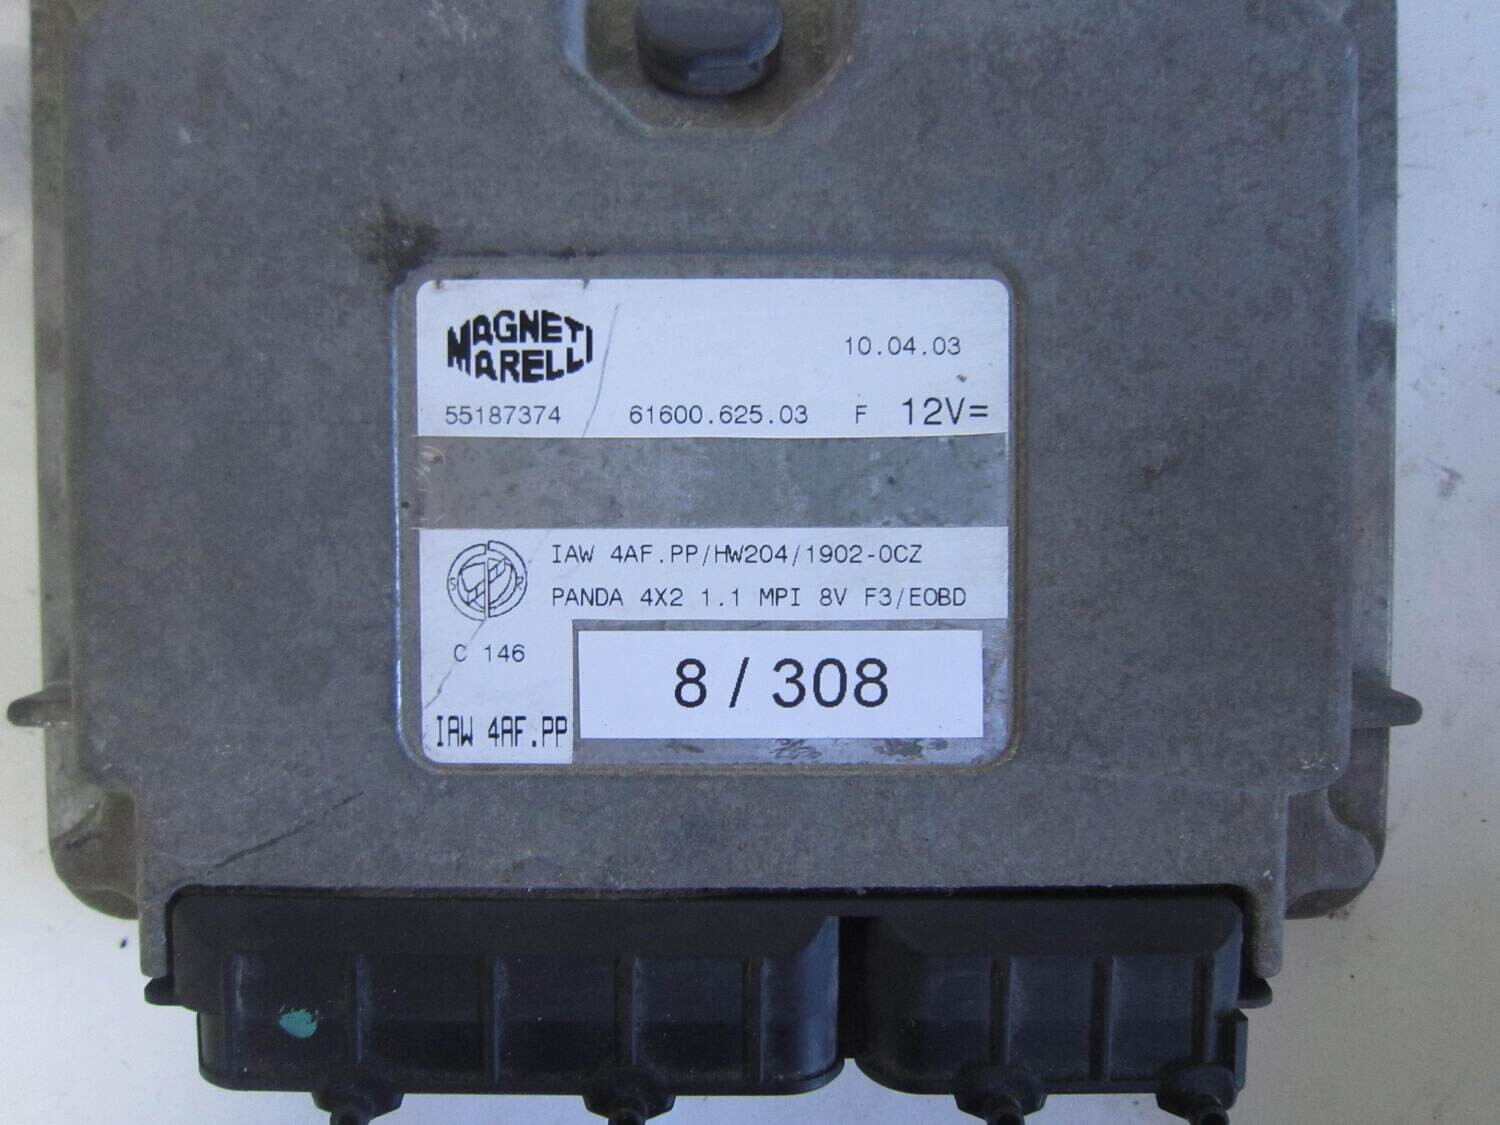 MAGNETI
MARELLI
10.04.03
55187374 61600.625.03 F 12V=
IAW 4AF.PP/HW204/1902-0CZ
PANDA 4X2 1.1 MPI 8V F3/EOBD
C 146
8 / 308
IAW 4AF.PP